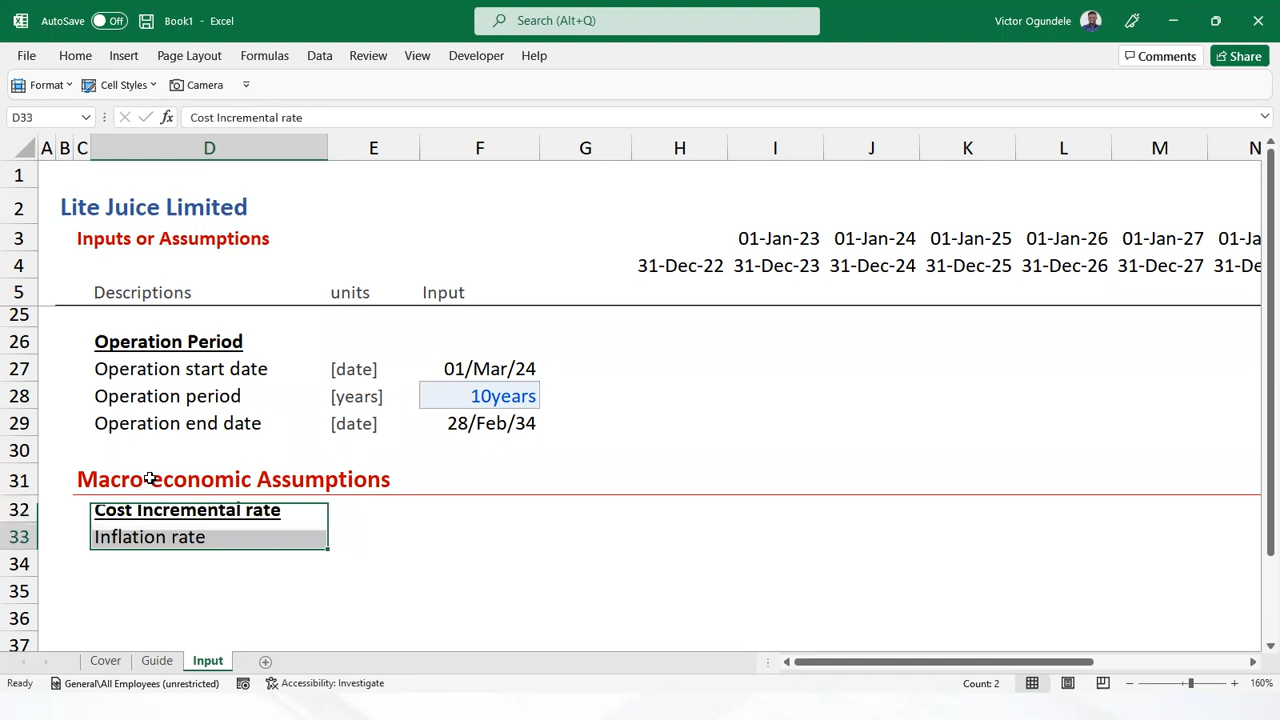 AutoSave Off Book1 - Excel Search (Alt+Q) Victor Ogundele
File Home Insert Page Layout Formulas Data Review View Developer Help Comments Share
Format Cell Styles Camera
D33 fx Cost Incremental rate
A B C D E F G H I J K L M N
1
2 Lite Juice Limited
3 Inputs or Assumptions 01-Jan-23 01-Jan-24 01-Jan-25 01-Jan-26 01-Jan-27 01-Ja
4 31-Dec-22 31-Dec-23 31-Dec-24 31-Dec-25 31-Dec-26 31-Dec-27 31-De
5 Descriptions units Input
25
26 Operation Period
27 Operation start date [date] 01/Mar/24
28 Operation period [years] 10years
29 Operation end date [date] 28/Feb/34
30
31 Macro-economic Assumptions
32 Cost Incremental rate
33 Inflation rate
34
35
36
37
Cover Guide Input
Ready General\All Employees (unrestricted) Accessibility: Investigate Count: 2 160%